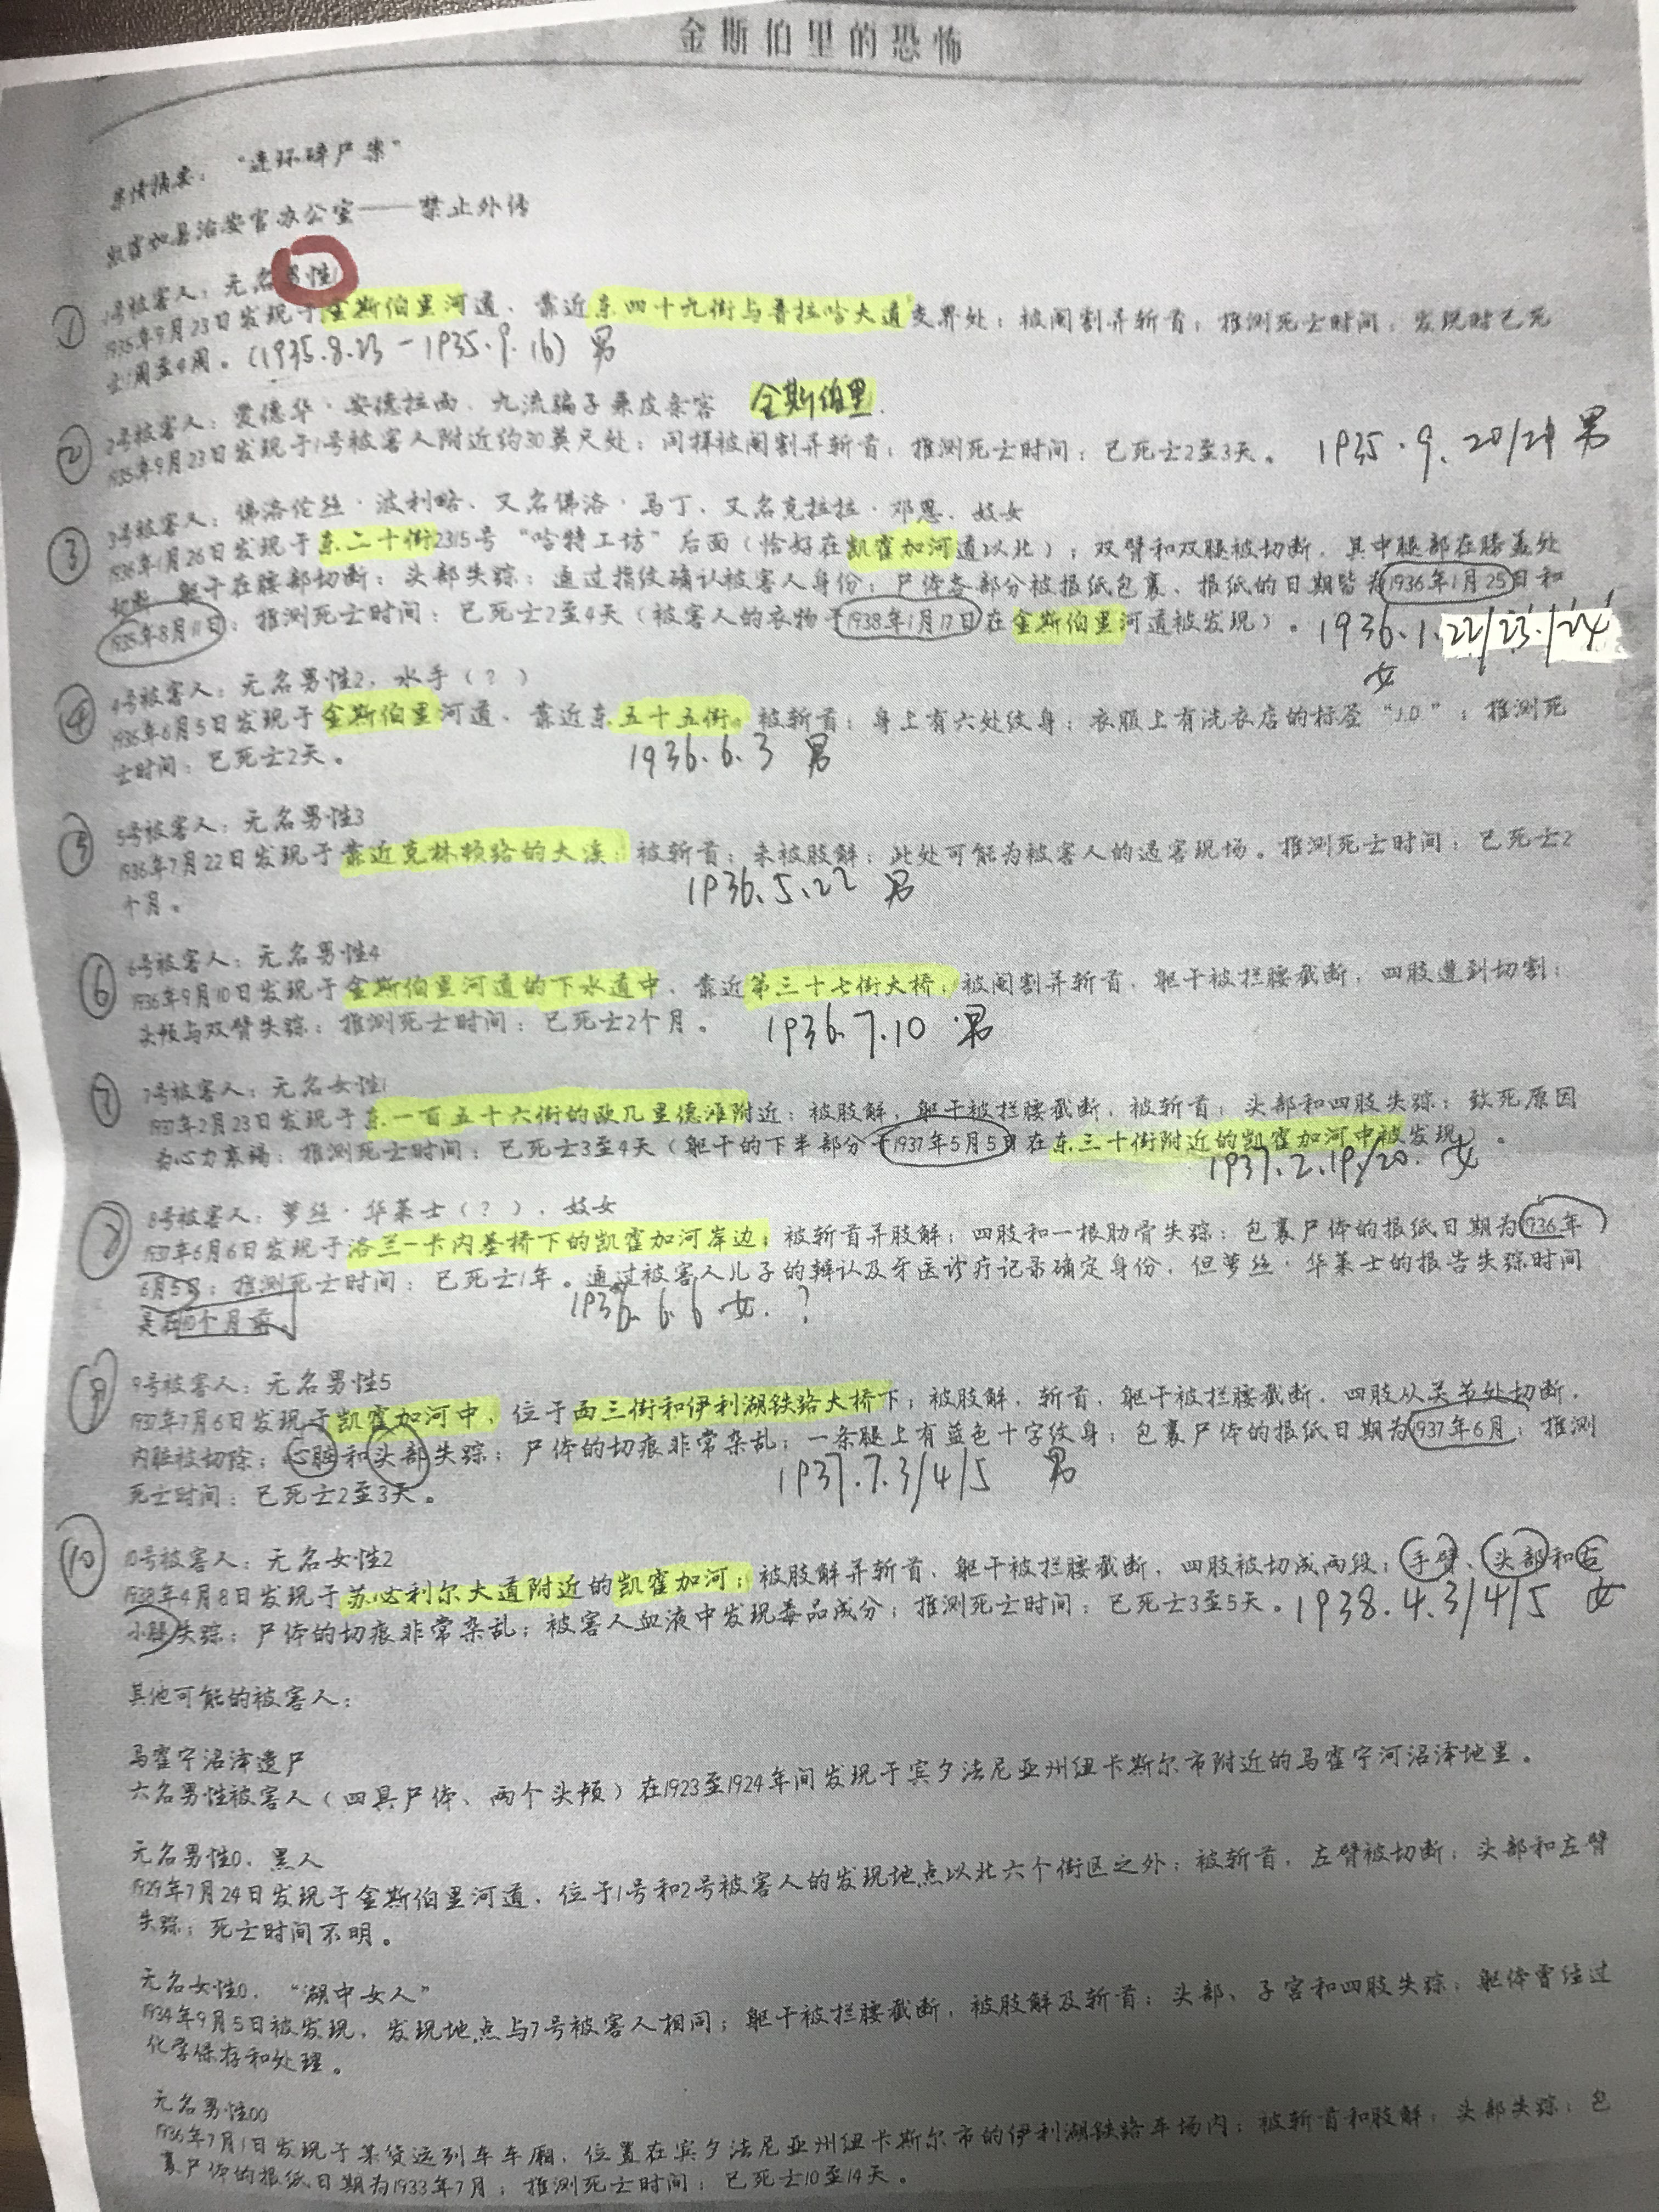 金斯伯里的恐怖
案情摘要：“连环碎尸案”
凯霍加县治安官办公室——禁止外传
① 1号被害人：无名男性1
1935年9月23日发现于金斯伯里河道，靠近东四十九街与普拉哈大道交界处；被阉割并斩首；推测死亡时间：发现时已死
亡1周至4周。(1935.8.23-1935.9.16) 男
② 2号被害人：爱德华·安德拉西，九流骗子兼皮条客 金斯伯里.
1935年9月23日发现于1号被害人附近约30英尺处；同样被阉割并斩首；推测死亡时间：已死亡2至3天。 1935.9.20/21 男
③ 3号被害人：佛洛伦丝·波利略，又名佛洛·马丁，又名克拉拉·邓恩，妓女
1936年1月26日发现于东二十街2315号“哈特工坊”后面（恰好在凯霍加河道以北）；双臂和双腿被切断，其中腿部在膝盖处
切断，躯干在腰部切断；头部失踪；通过指纹确认被害人身份；尸体各部分被报纸包裹，报纸的日期皆为1936年1月25日和
1935年8月11日；推测死亡时间：已死亡2至4天（被害人的衣物于1938年1月17日在金斯伯里河道被发现）。 1936.1.22/23/24
女
④ 4号被害人：无名男性2，水手（？）
1936年6月5日发现于金斯伯里河道，靠近东五十五街。被斩首；身上有六处纹身；衣服上有洗衣店的标签“J.D.”；推测死
亡时间：已死亡2天。 1936.6.3 男
⑤ 5号被害人：无名男性3
1936年7月22日发现于靠近克林顿路的大溪；被斩首；未被肢解；此处可能为被害人的遇害现场。推测死亡时间：已死亡2
个月。 1936.5.22 男
⑥ 6号被害人：无名男性4
1936年9月10日发现于金斯伯里河道的下水道中，靠近第三十七街大桥；被阉割并斩首，躯干被拦腰截断，四肢遭到切割；
头颅与双臂失踪；推测死亡时间：已死亡2个月。 1936.7.10 男
⑦ 7号被害人：无名女性1
1937年2月23日发现于东一百五十六街的欧几里德滩附近；被肢解，躯干被拦腰截断，被斩首；头部和四肢失踪；致死原因
为心力衰竭；推测死亡时间：已死亡3至4天（躯干的下半部分于1937年5月5日在东三十街附近的凯霍加河中被发现）。
1937.2.19/20. 女
⑧ 8号被害人：萝丝·华莱士（？），妓女
1937年6月6日发现于洛兰-卡内基桥下的凯霍加河岸边；被斩首并肢解；四肢和一根肋骨失踪；包裹尸体的报纸日期为1936年
6月5日；推测死亡时间：已死亡1年。通过被害人儿子的辨认及牙医诊疗记录确定身份，但萝丝·华莱士的报告失踪时间
是在10个月前。 1936.6.6 女.？
⑨ 9号被害人：无名男性5
1937年7月6日发现于凯霍加河中，位于西三街和伊利湖铁路大桥下；被肢解，斩首，躯干被拦腰截断，四肢从关节处切断，
内脏被切除；心脏和头部失踪；尸体的切痕非常杂乱；一条腿上有蓝色十字纹身；包裹尸体的报纸日期为1937年6月；推测
死亡时间：已死亡2至3天。 1937.7.3/4/5 男
⑩ 10号被害人：无名女性2
1938年4月8日发现于苏必利尔大道附近的凯霍加河；被肢解并斩首，躯干被拦腰截断，四肢被切成两段；手臂、头部和右
小腿失踪；尸体的切痕非常杂乱；被害人血液中发现毒品成分；推测死亡时间：已死亡3至5天。1938.4.3/4/5 女
其他可能的被害人：
马霍宁沼泽遗尸
六名男性被害人（四具尸体、两个头颅）在1923至1924年间发现于宾夕法尼亚州纽卡斯尔市附近的马霍宁河沼泽地里。
无名男性0，黑人
1929年7月24日发现于金斯伯里河道，位于1号和2号被害人的发现地点以北六个街区之外；被斩首，左臂被切断；头部和左臂
失踪；死亡时间不明。
无名女性0，“湖中女人”
1934年9月5日被发现，发现地点与7号被害人相同；躯干被拦腰截断，被肢解及斩首；头部、子宫和四肢失踪；躯体曾经过
化学保存和处理。
无名男性00
1936年7月1日发现于某货运列车车厢，位置在宾夕法尼亚州纽卡斯尔市的伊利湖铁路车场内；被斩首和肢解；头部失踪；包
裹尸体的报纸日期为1933年7月；推测死亡时间：已死亡10至14天。